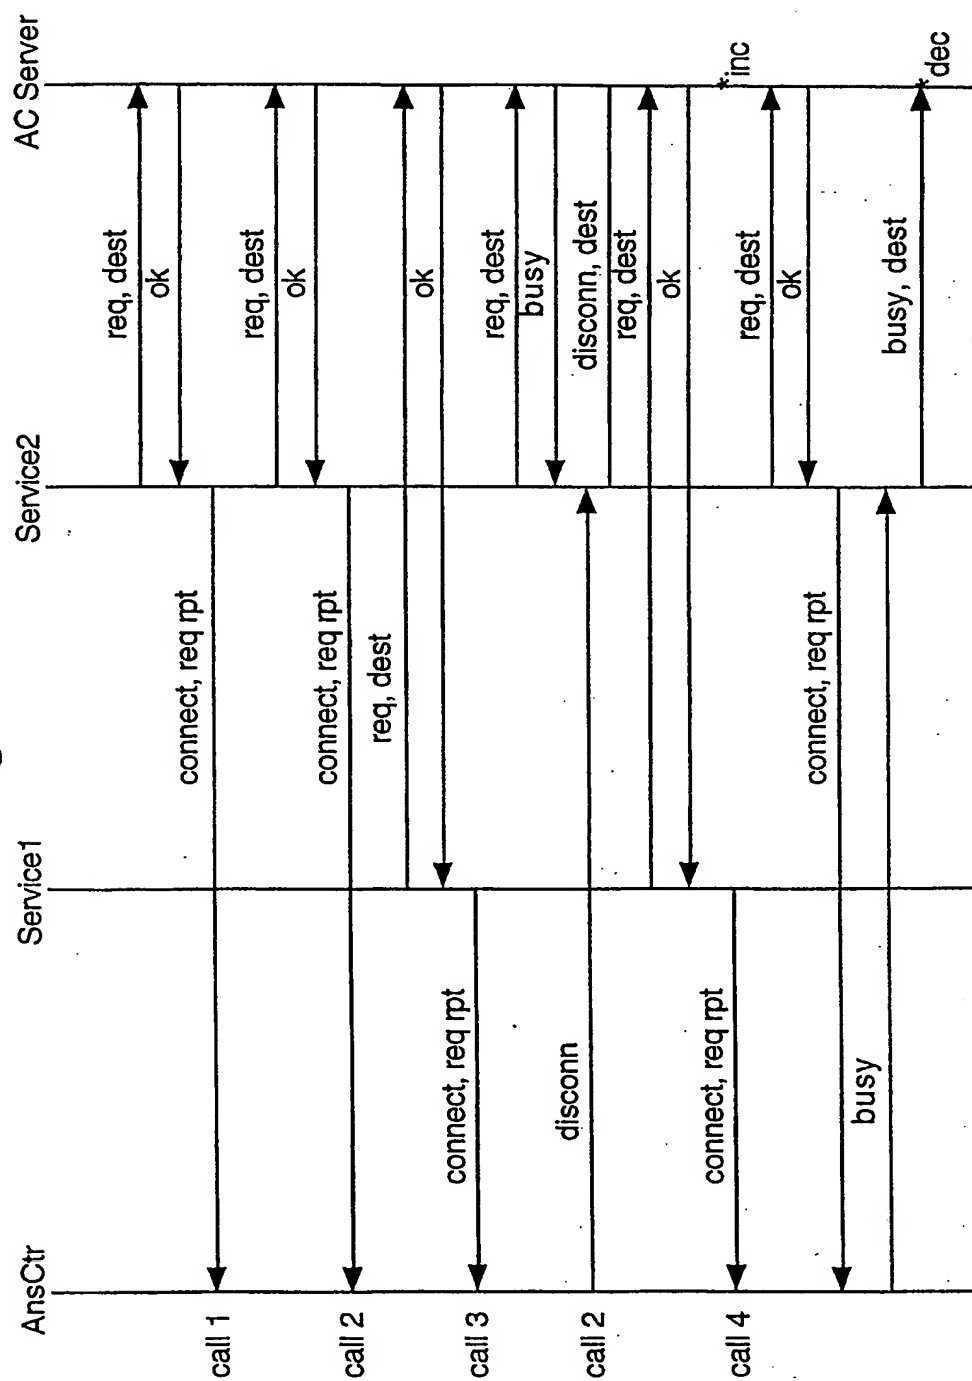 AnsCtr
Service1
Service2
AC Server
req, dest
ok
call 1
connect, req rpt
req, dest
ok
call 2
connect, req rpt
req, dest
ok
call 3
connect, req rpt
req, dest
busy
call 2
disconn
disconn, dest
req, dest
ok
call 4
connect, req rpt
*inc
req, dest
ok
connect, req rpt
busy
busy, dest
*dec